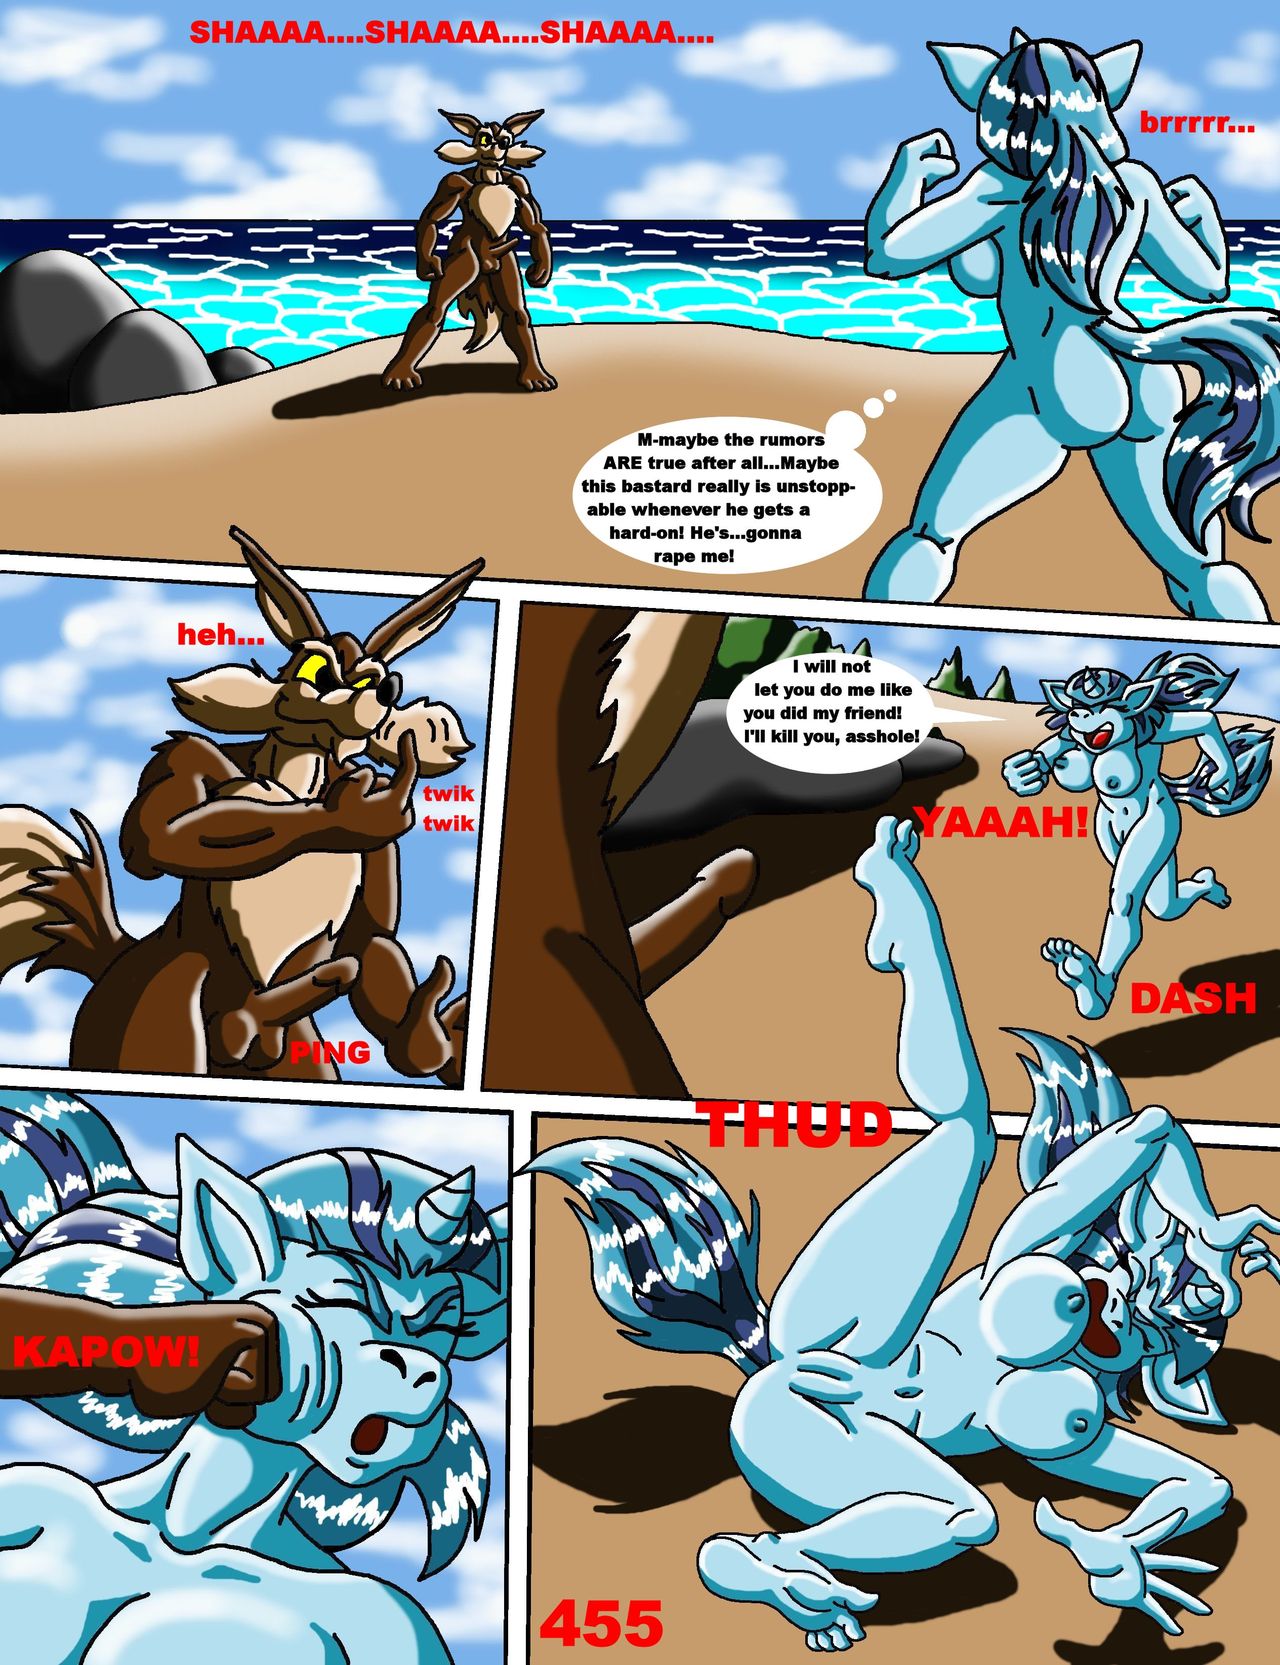 SHAAAA....SHAAAA....SHAAAA....
brrrrr...
M-maybe the rumors
ARE true after all...Maybe
this bastard really is unstopp-
able whenever he gets a
hard-on! He's...gonna
rape me!
heh...
twik
twik
PING
I will not
let you do me like
you did my friend!
I'll kill you, asshole!
YAAAH!
DASH
KAPOW!
THUD
455